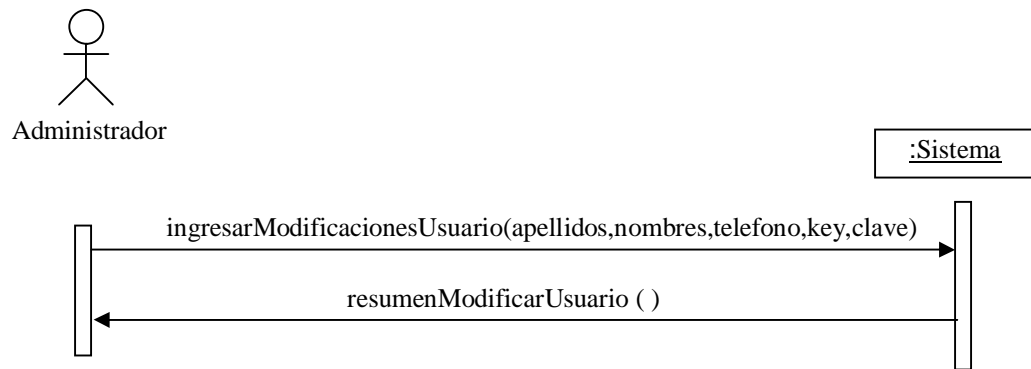 Administrador
:Sistema
ingresarModificacionesUsuario(apellidos,nombres,telefono,key,clave)
resumenModificarUsuario ( )